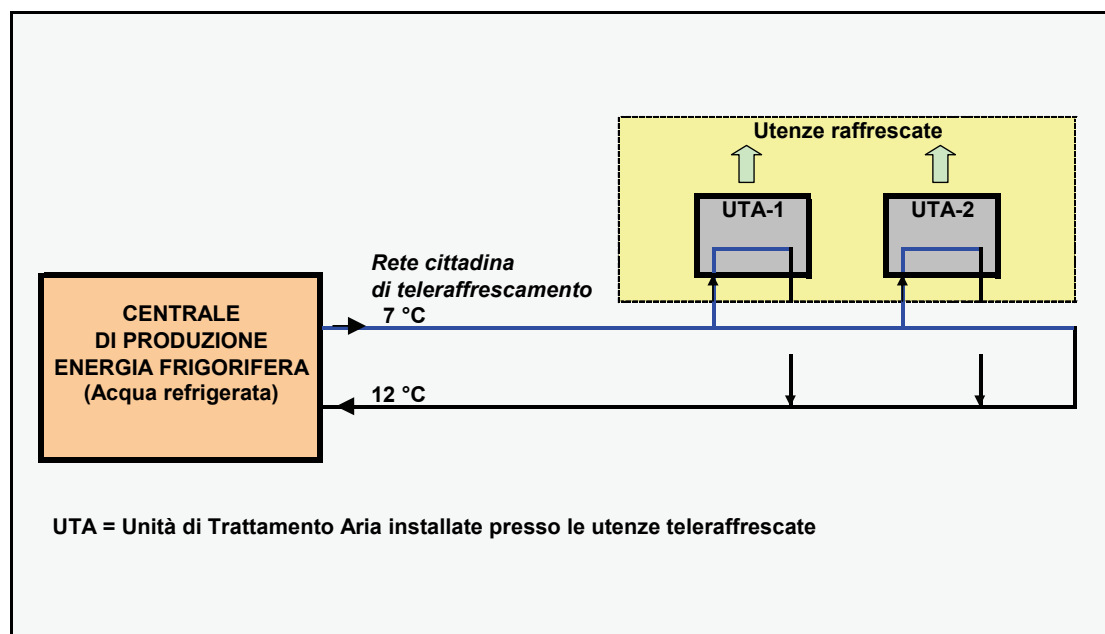 Utenze raffrescate
UTA-1
UTA-2
Rete cittadina
di teleraffrescamento
7 °C
CENTRALE
DI PRODUZIONE
ENERGIA FRIGORIFERA
(Acqua refrigerata)
12 °C
UTA = Unità di Trattamento Aria installate presso le utenze teleraffrescate